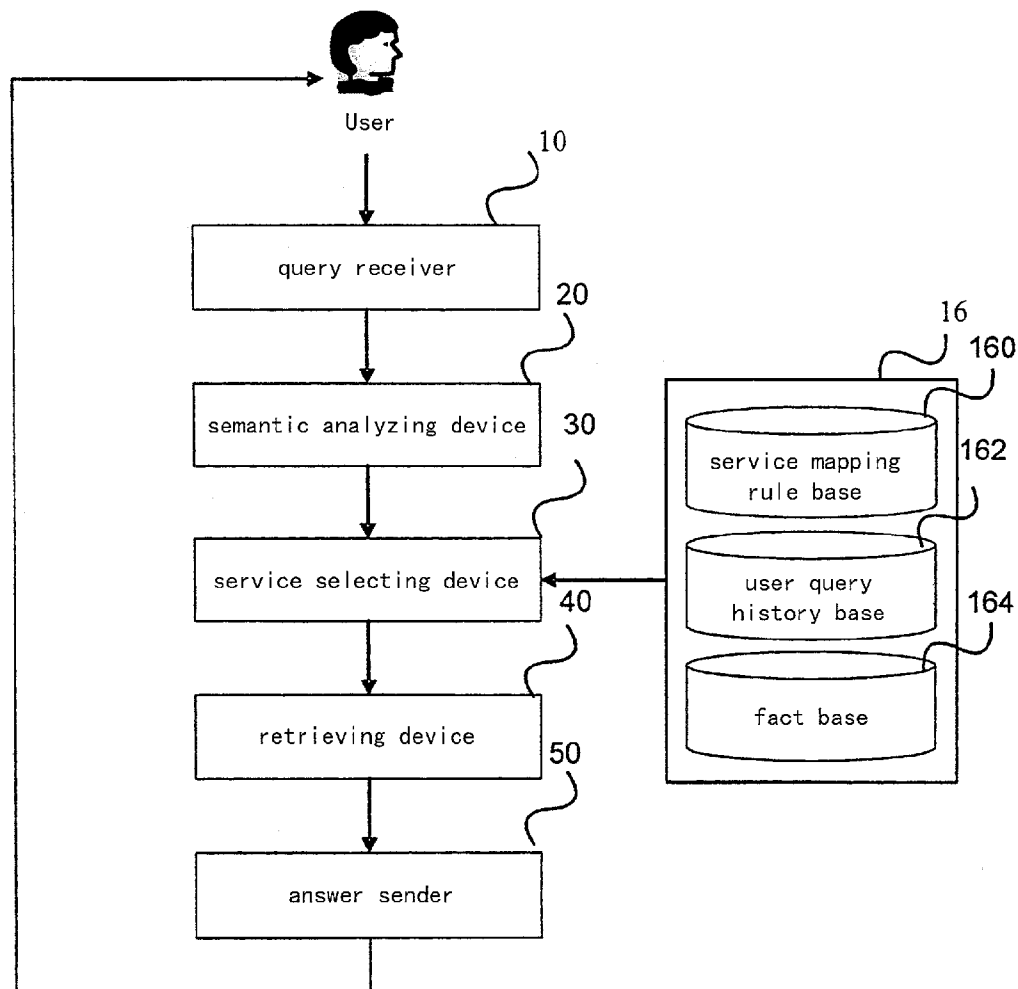 User
10
query receiver
20
semantic analyzing device
30
service selecting device
40
retrieving device
50
answer sender
16
160
service mapping
rule base
162
user query
history base
164
fact base